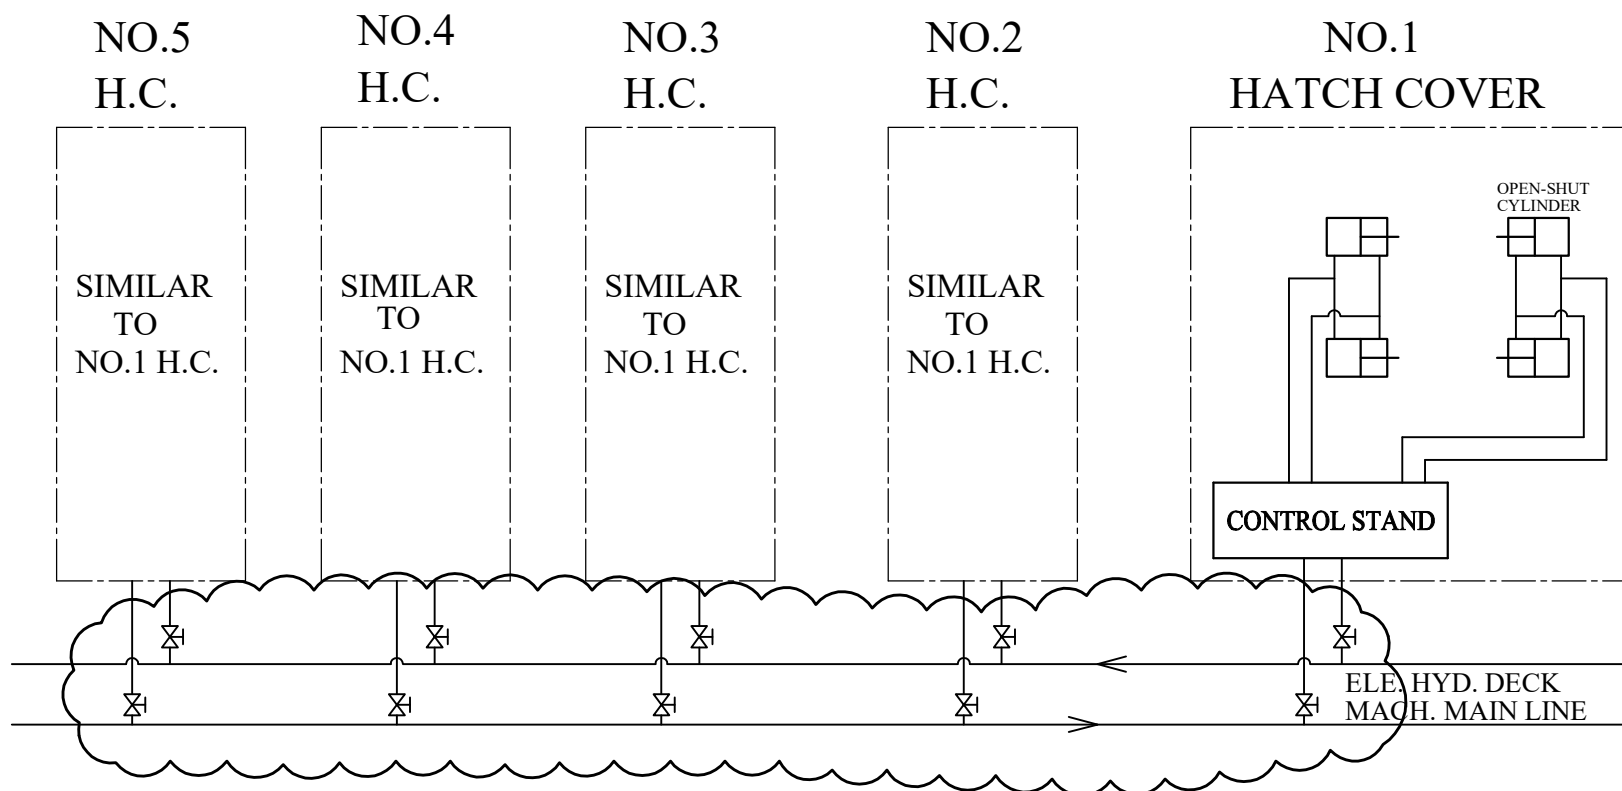 NO.5
H.C.
NO.4
H.C.
NO.3
H.C.
NO.2
H.C.
NO.1
HATCH COVER
SIMILAR
TO
NO.1 H.C.
SIMILAR
TO
NO.1 H.C.
SIMILAR
TO
NO.1 H.C.
SIMILAR
TO
NO.1 H.C.
OPEN-SHUT
CYLINDER
CONTROL STAND
ELE. HYD. DECK
MACH. MAIN LINE